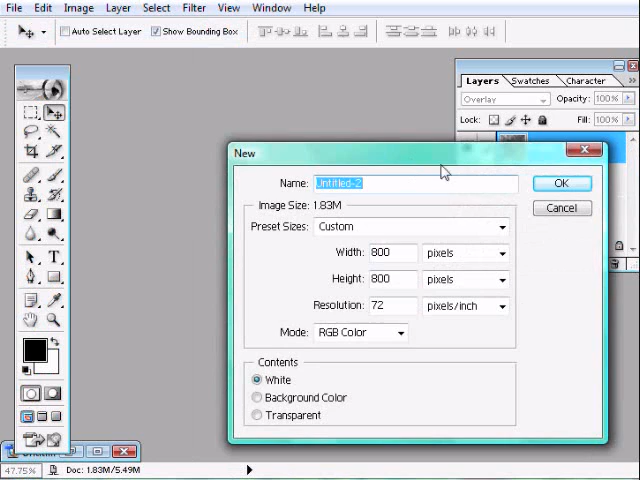 File Edit Image Layer Select Filter View Window Help
Auto Select Layer Show Bounding Box
Layers Swatches Character
Overlay Opacity: 100%
Lock: Fill: 100%
New
Name: Untitled-2 OK
Image Size: 1.83M Cancel
Preset Sizes: Custom
Width: 800 pixels
Height: 800 pixels
Resolution: 72 pixels/inch
Mode: RGB Color
Contents
White
Background Color
Transparent
47.75% Doc: 1.83M/5.49M